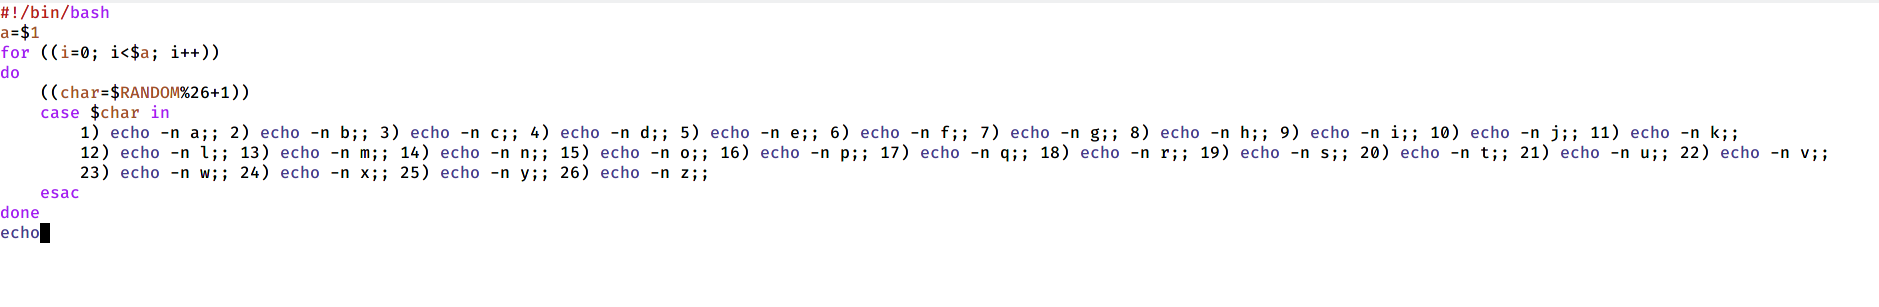 #!/bin/bash
a=$1
for ((i=0; i<$a; i++))
do
    ((char=$RANDOM%26+1))
    case $char in
        1) echo -n a;; 2) echo -n b;; 3) echo -n c;; 4) echo -n d;; 5) echo -n e;; 6) echo -n f;; 7) echo -n g;; 8) echo -n h;; 9) echo -n i;; 10) echo -n j;; 11) echo -n k;;
        12) echo -n l;; 13) echo -n m;; 14) echo -n n;; 15) echo -n o;; 16) echo -n p;; 17) echo -n q;; 18) echo -n r;; 19) echo -n s;; 20) echo -n t;; 21) echo -n u;; 22) echo -n v;;
        23) echo -n w;; 24) echo -n x;; 25) echo -n y;; 26) echo -n z;;
    esac
done
echo